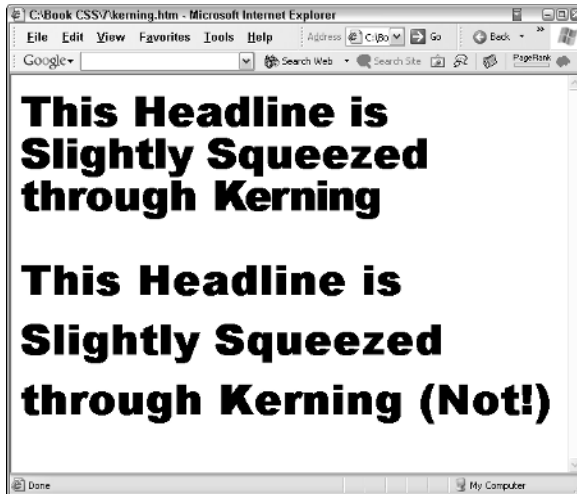 C:\Book CSS\7\kerning.htm - Microsoft Internet Explorer
File Edit View Favorites Tools Help Address C:\Bo Go Back »
Google Search Web Search Site PageRank
This Headline is
Slightly Squeezed
through Kerning
This Headline is
Slightly Squeezed
through Kerning (Not!)
Done My Computer